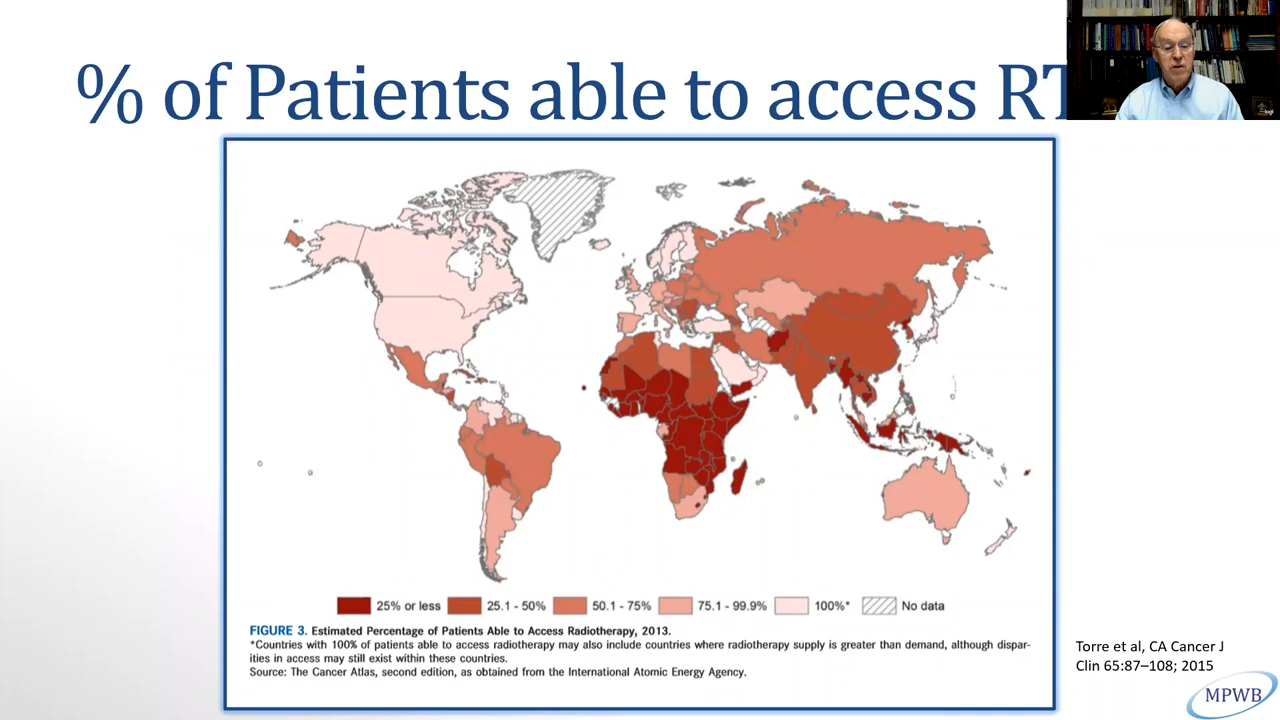 % of Patients able to access RT
25% or less 25.1 - 50% 50.1 - 75% 75.1 - 99.9% 100%* No data
FIGURE 3. Estimated Percentage of Patients Able to Access Radiotherapy, 2013.
*Countries with 100% of patients able to access radiotherapy may also include countries where radiotherapy supply is greater than demand, although dispar-
ities in access may still exist within these countries.
Source: The Cancer Atlas, second edition, as obtained from the International Atomic Energy Agency.
Torre et al, CA Cancer J
Clin 65:87–108; 2015
MPWB